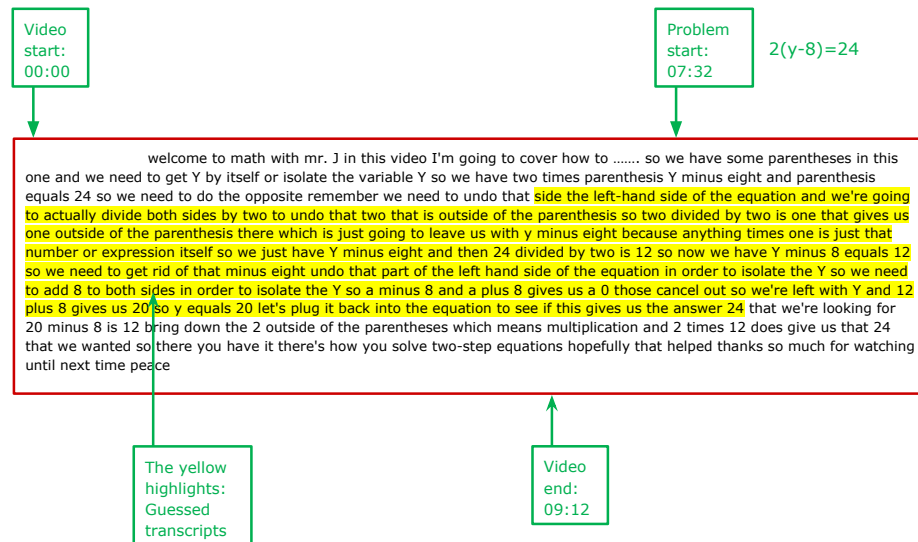 Video
start:
00:00
Problem
start:
07:32
2(y-8)=24
welcome to math with mr. J in this video I'm going to cover how to ....... so we have some parentheses in this
one and we need to get Y by itself or isolate the variable Y so we have two times parenthesis Y minus eight and parenthesis
equals 24 so we need to do the opposite remember we need to undo that side the left-hand side of the equation and we're going
to actually divide both sides by two to undo that two that is outside of the parenthesis so two divided by two is one that gives us
one outside of the parenthesis there which is just going to leave us with y minus eight because anything times one is just that
number or expression itself so we just have Y minus eight and then 24 divided by two is 12 so now we have Y minus 8 equals 12
so we need to get rid of that minus eight undo that part of the left hand side of the equation in order to isolate the Y so we need
to add 8 to both sides in order to isolate the Y so a minus 8 and a plus 8 gives us a 0 those cancel out so we're left with Y and 12
plus 8 gives us 20 so y equals 20 let's plug it back into the equation to see if this gives us the answer 24 that we're looking for
20 minus 8 is 12 bring down the 2 outside of the parentheses which means multiplication and 2 times 12 does give us that 24
that we wanted so there you have it there's how you solve two-step equations hopefully that helped thanks so much for watching
until next time peace
The yellow
highlights:
Guessed
transcripts
Video
end:
09:12